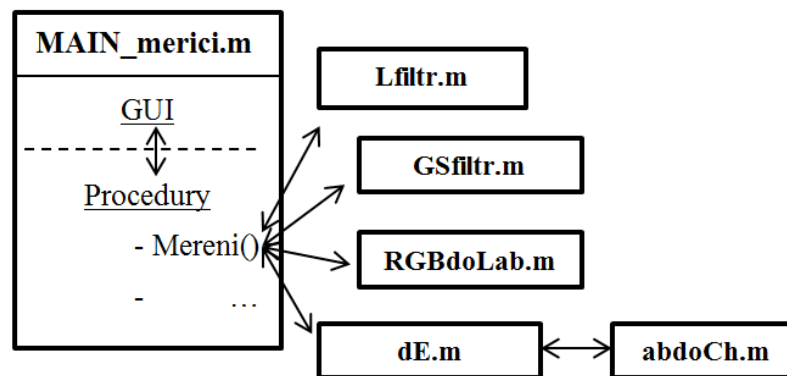 MAIN_merici.m
GUI
Procedury
- Mereni()
- ...
Lfiltr.m
GSfiltr.m
RGBdoLab.m
dE.m
abdoCh.m